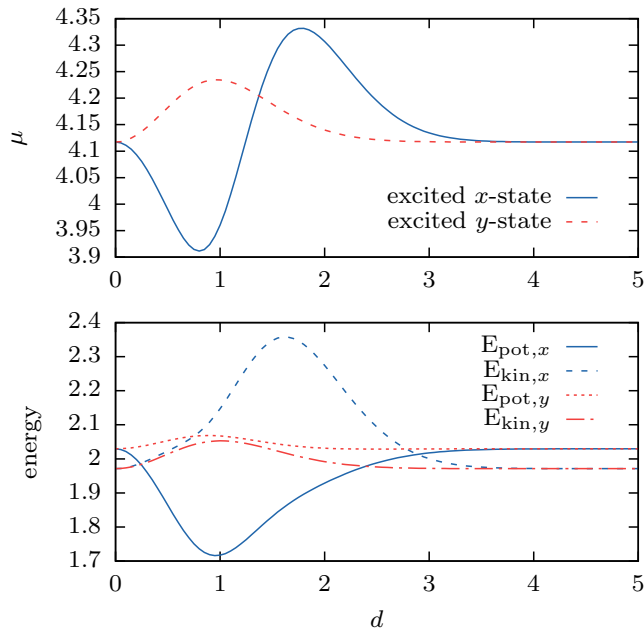 4.35
4.3
4.25
4.2
4.15
4.1
4.05
4
3.95
3.9
μ
excited x-state
excited y-state
0 1 2 3 4 5
2.4
2.3
2.2
2.1
2
1.9
1.8
1.7
energy
E_pot,x
E_kin,x
E_pot,y
E_kin,y
0 1 2 3 4 5
d